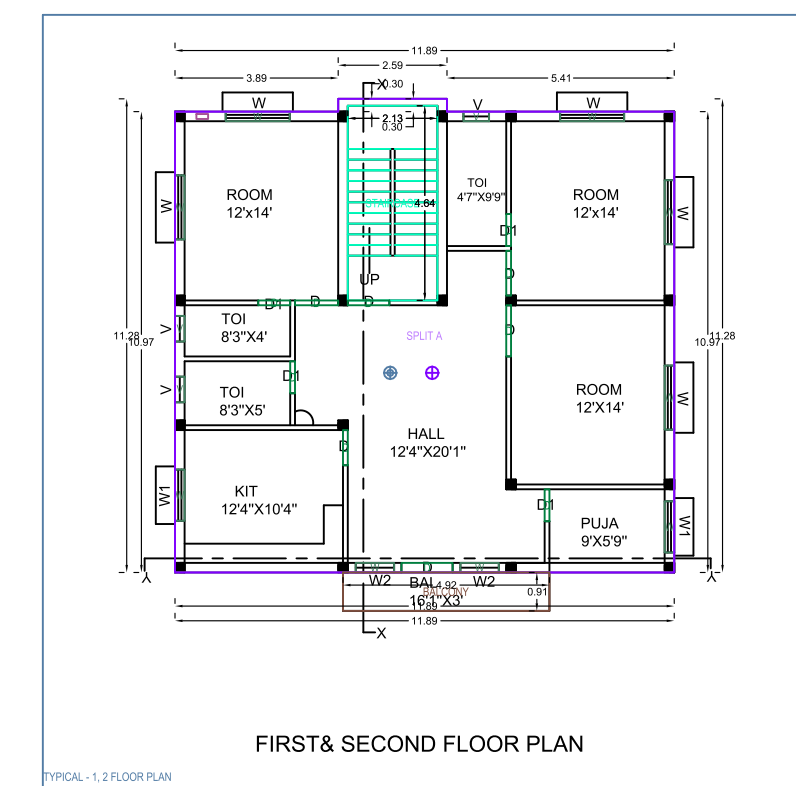 11.89
2.59
3.89
5.41
X
0.30
W
V
W
2.13
0.30
ROOM
12'x14'
TOI
4'7"X9'9"
ROOM
12'x14'
W
STAIRCASE
4.64
W
D1
UP
D
D1
D
D
TOI
8'3"X4'
V
V
SPLIT A
D
11.28
10.97
10.97
11.28
D1
V
V
TOI
8'3"X5'
ROOM
12'X14'
W
HALL
12'4"X20'1"
D
KIT
12'4"X10'4"
W1
D1
PUJA
9'X5'9"
W1
Y
W
D
W
Y
W2
BAL
4.92
W2
BALCONY
0.91
16'1"X3'
11.89
11.89
X
FIRST& SECOND FLOOR PLAN
TYPICAL - 1, 2 FLOOR PLAN